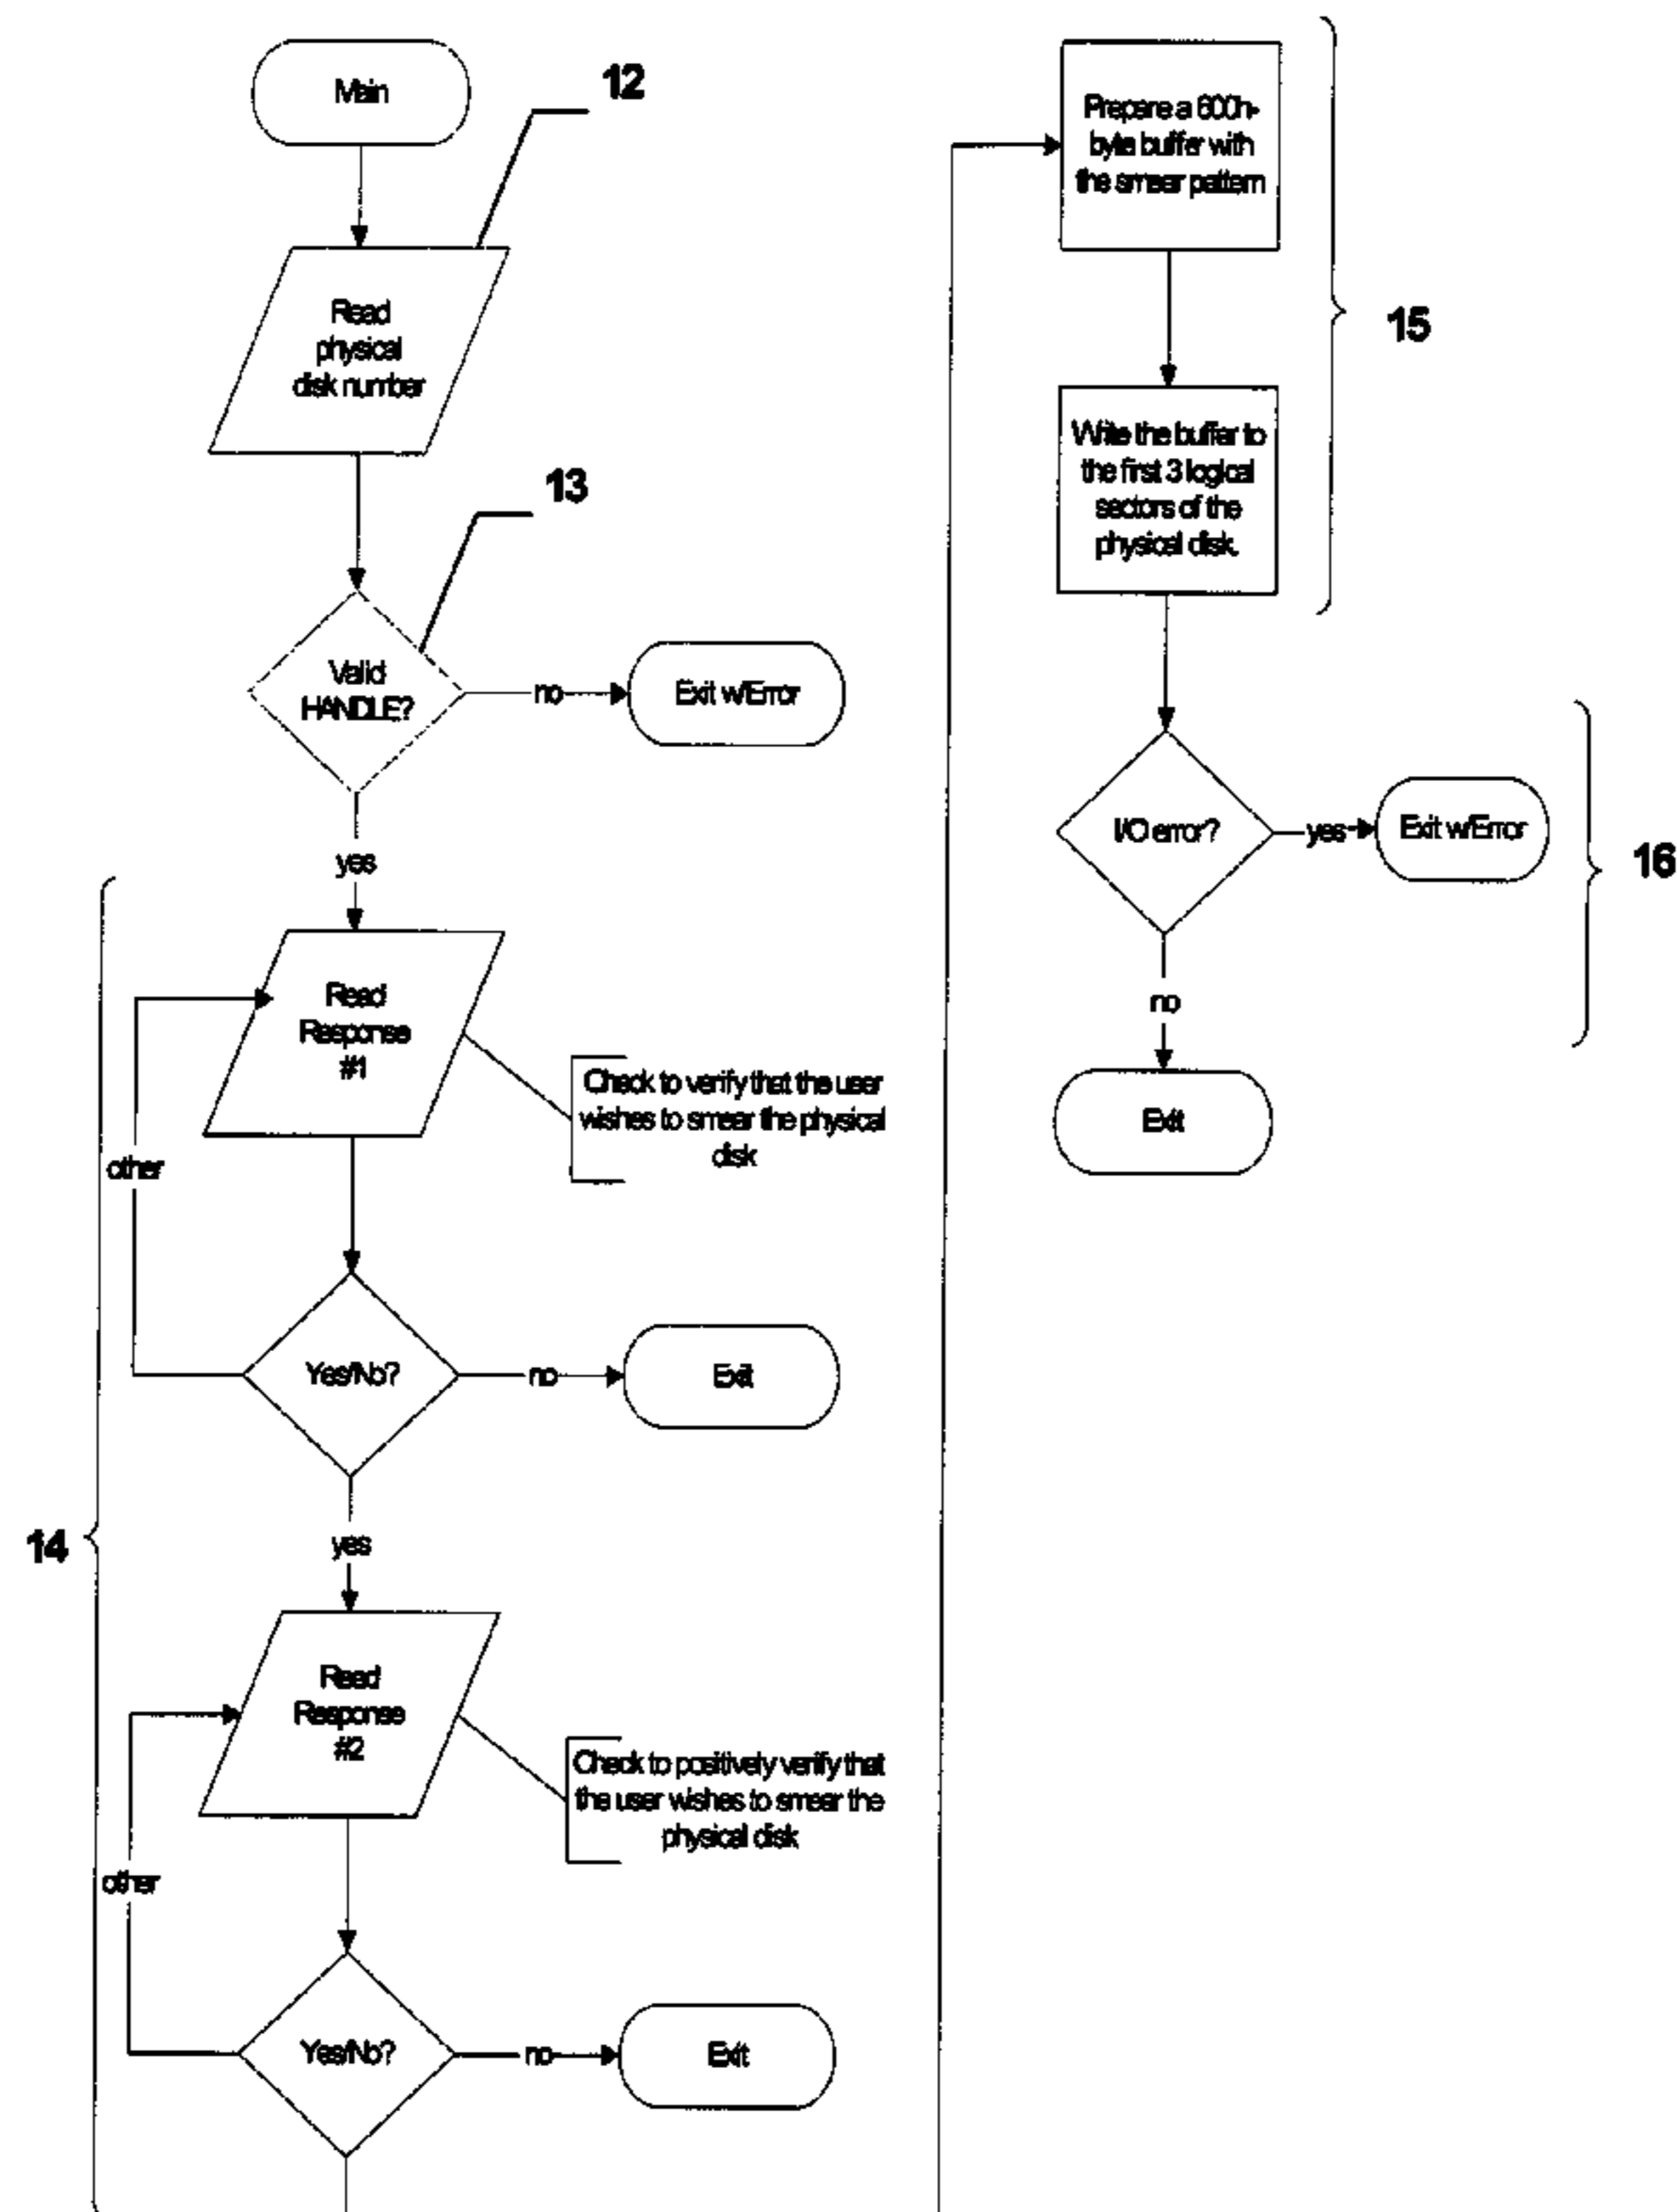 Main
12
Read
physical
disk number
13
Valid
HANDLE?
no
Exit w/Error
yes
Read
Response
#1
Check to verify that the user
wishes to smear the physical
disk
other
Yes/No?
no
Exit
14
yes
Read
Response
#2
Check to positively verify that
the user wishes to smear the
physical disk
other
Yes/No?
no
Exit
Prepare a 600h-
byte buffer with
the smear pattern
15
Write the buffer to
the first 3 logical
sectors of the
physical disk.
I/O error?
yes
Exit w/Error
16
no
Exit